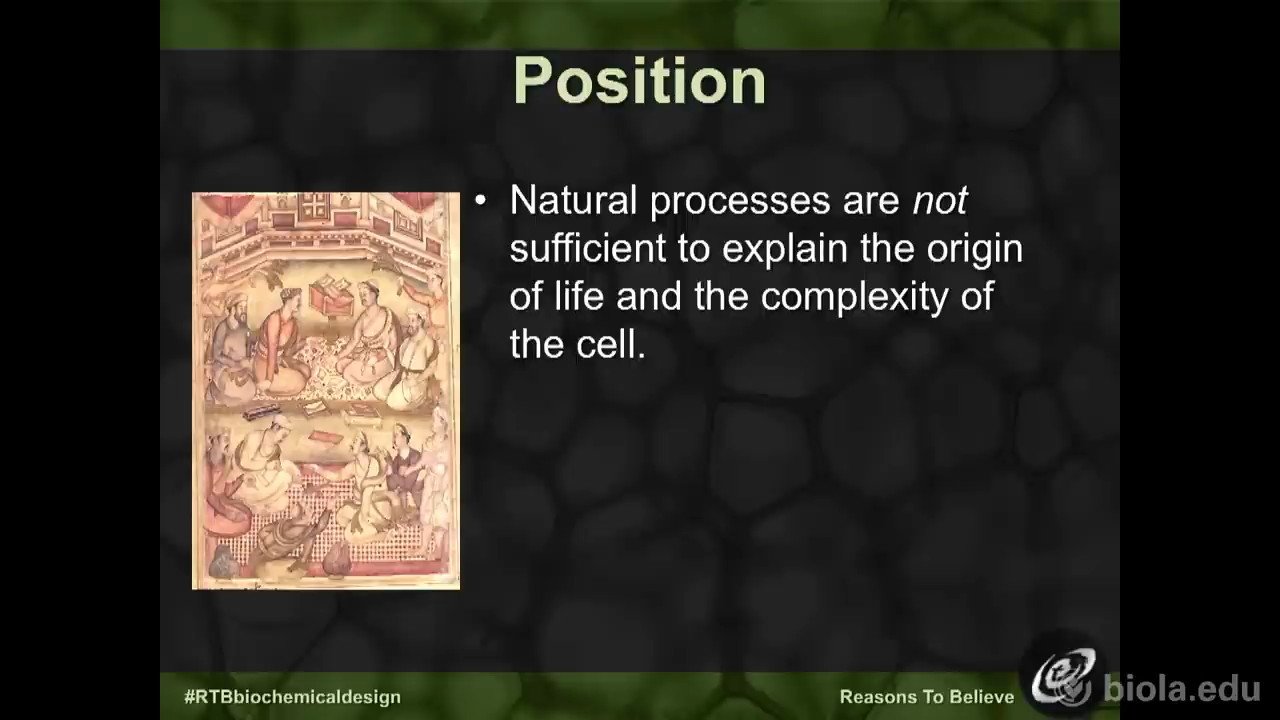 Position
• Natural processes are not
sufficient to explain the origin
of life and the complexity of
the cell.
#RTBbiochemicaldesign
Reasons To Believe
biola.edu